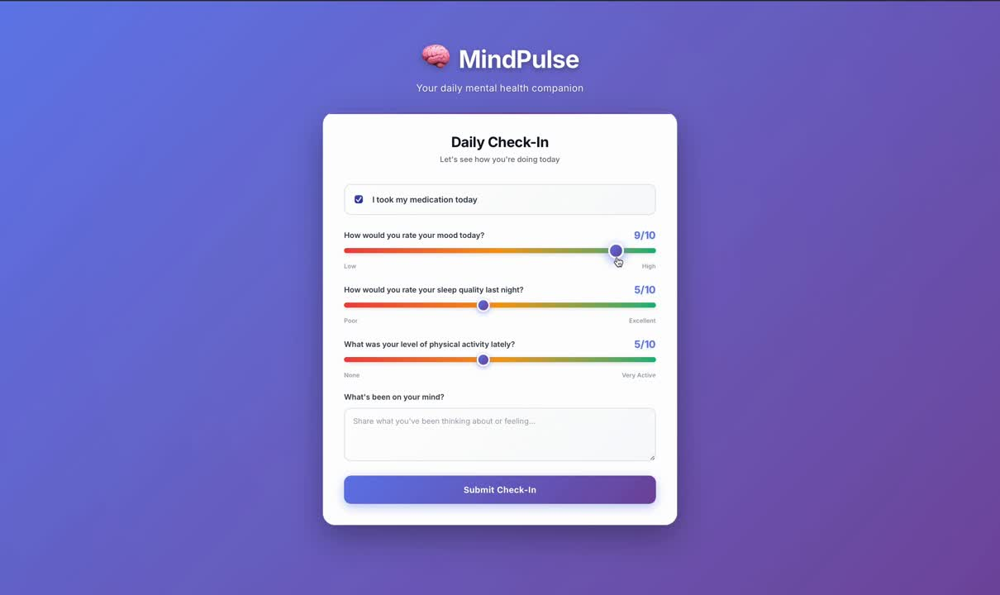 MindPulse
Your daily mental health companion
Daily Check-In
Let's see how you're doing today
I took my medication today
How would you rate your mood today? 9/10
Low High
How would you rate your sleep quality last night? 5/10
Poor Excellent
What was your level of physical activity lately? 5/10
None Very Active
What's been on your mind?
Share what you've been thinking about or feeling...
Submit Check-In